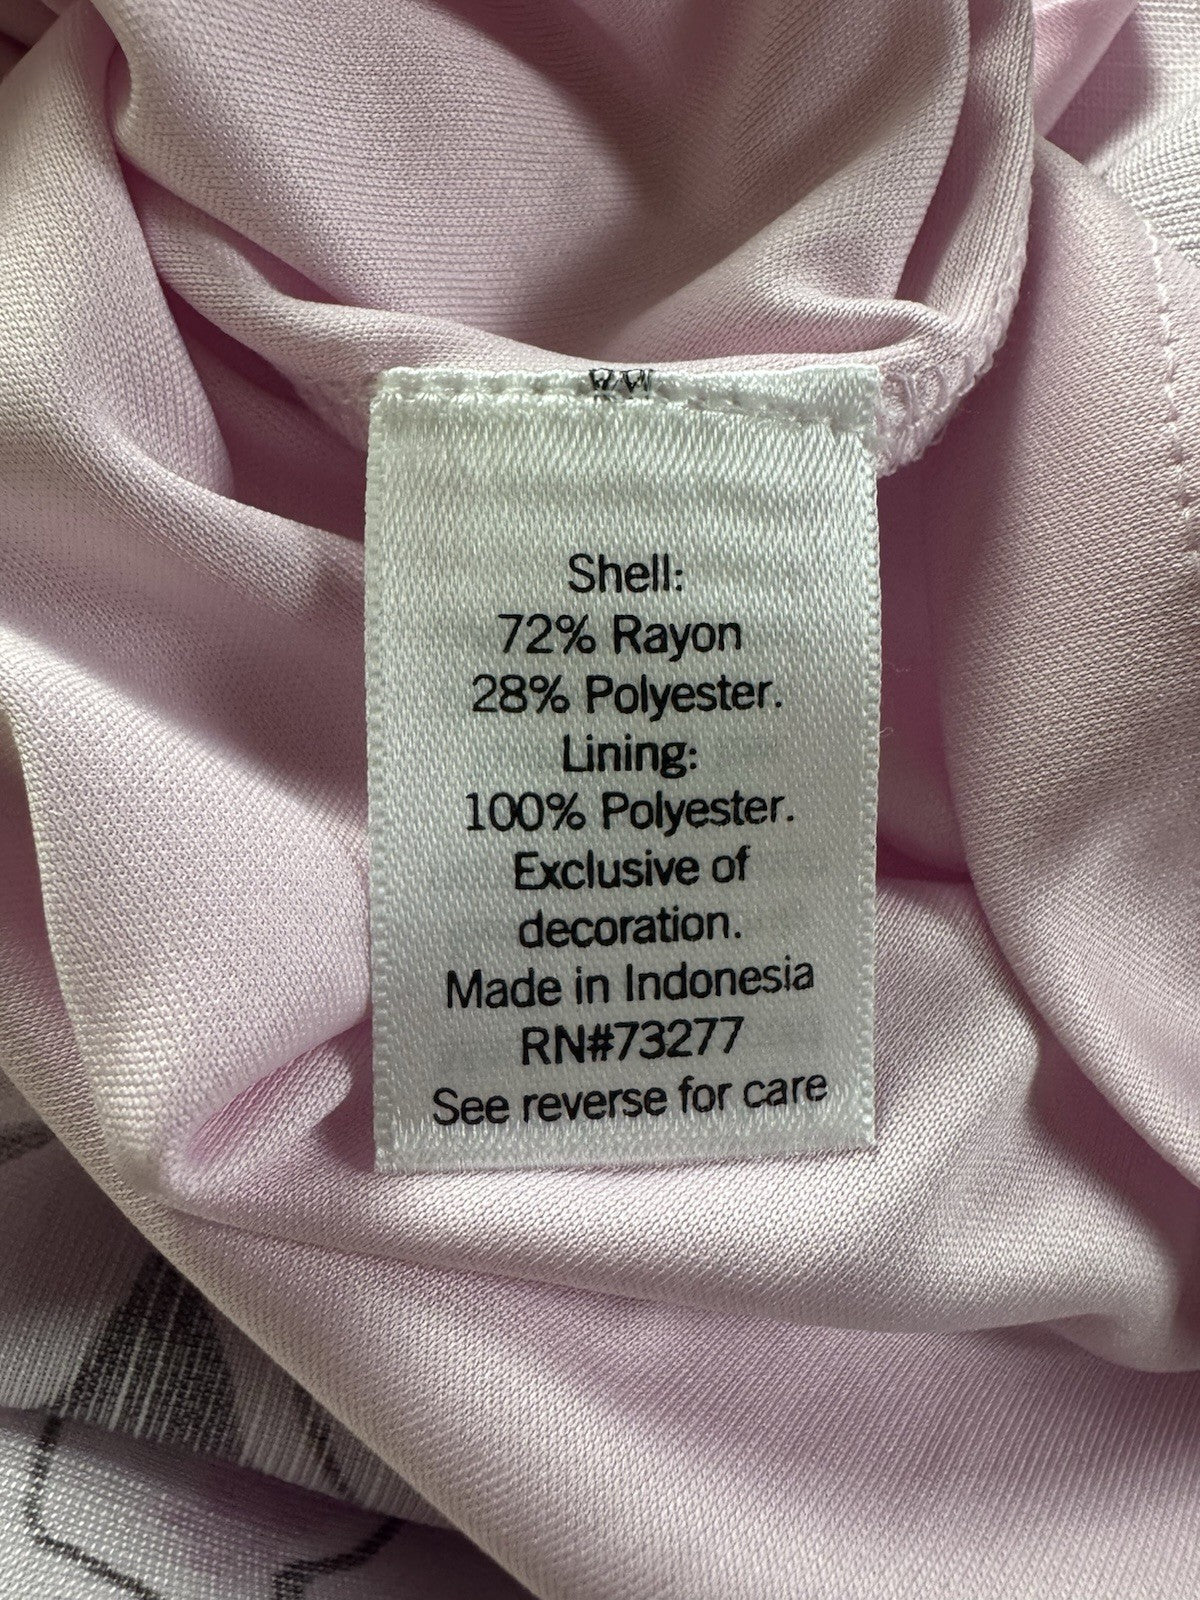 Shell:
72% Rayon
28% Polyester.
Lining:
100% Polyester.
Exclusive of
decoration.
Made in Indonesia
RN#73277
See reverse for care